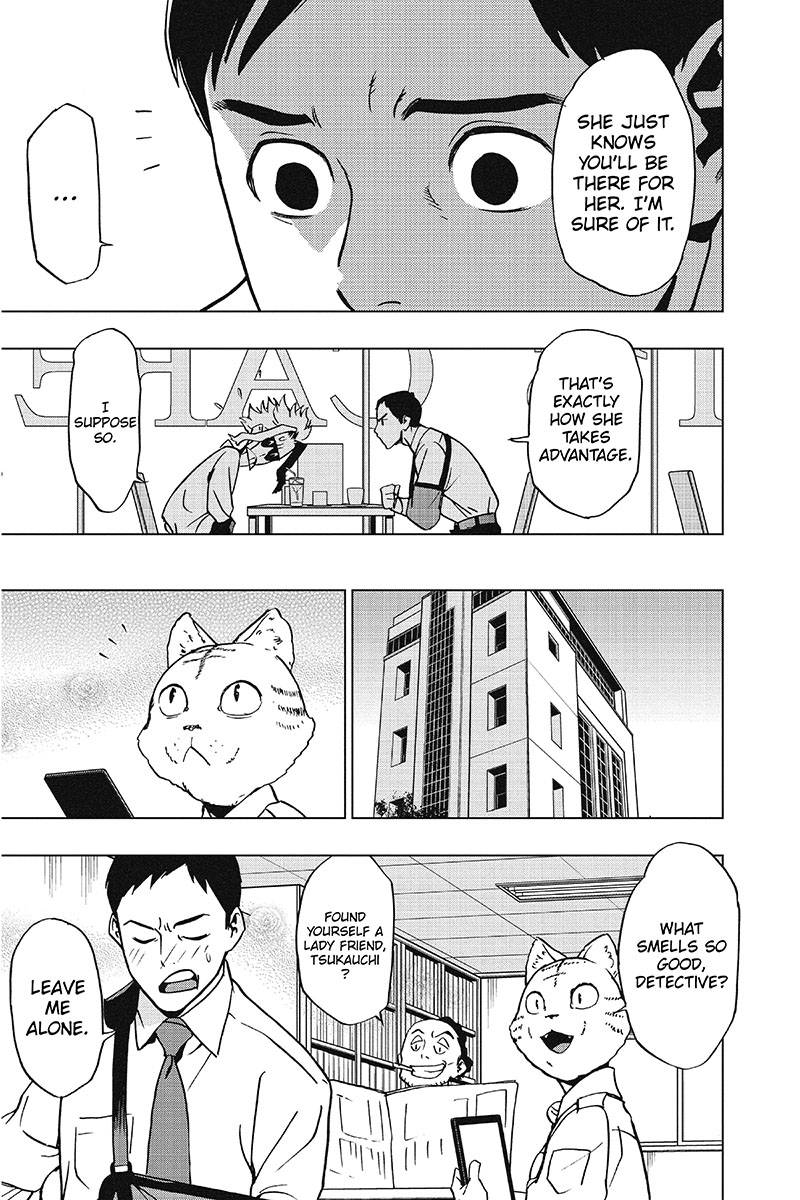 SHE JUST
KNOWS
YOU'LL BE
THERE FOR
HER. I'M
SURE OF IT.
...
THAT'S
EXACTLY
HOW SHE
TAKES
ADVANTAGE.
I
SUPPOSE
SO.
CAFE
WHAT
SMELLS SO
GOOD,
DETECTIVE?
FOUND
YOURSELF A
LADY FRIEND,
TSUKAUCHI
?
LEAVE
ME
ALONE.